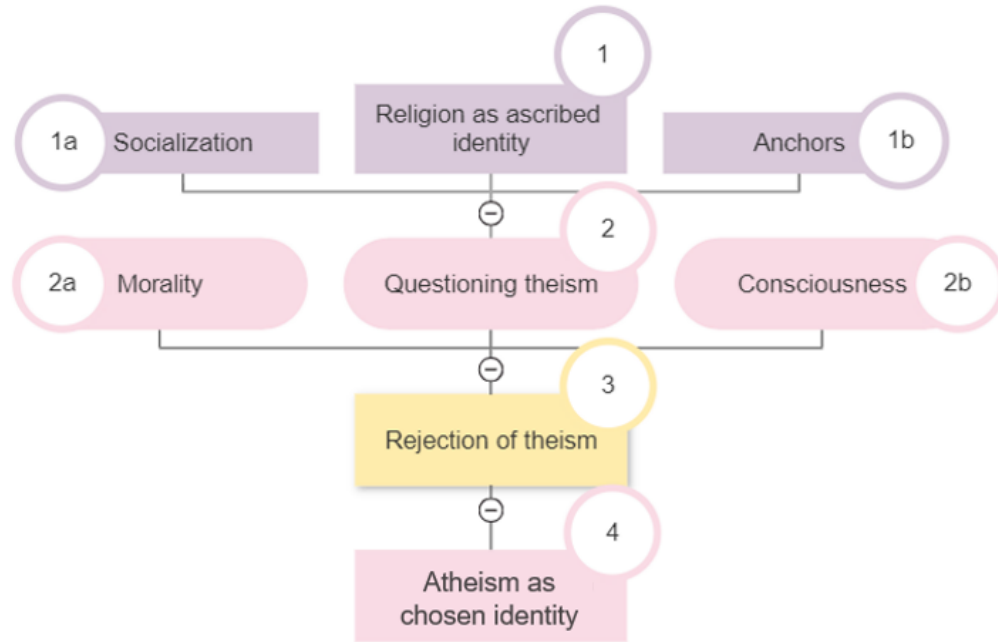 1
1a
Socialization
Religion as ascribed
identity
Anchors
1b
2
2a
Morality
Questioning theism
Consciousness
2b
3
Rejection of theism
4
Atheism as
chosen identity